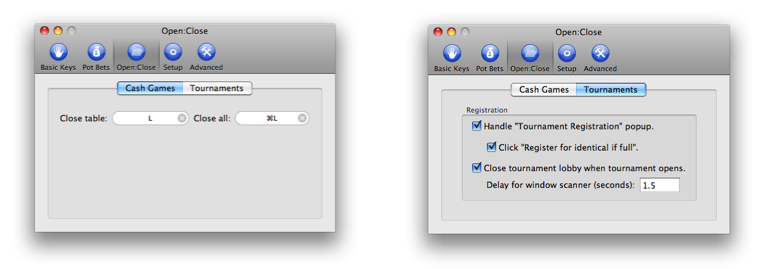 Open:Close
Basic Keys Pot Bets Open:Close Setup Advanced
Cash Games Tournaments
Close table: L Close all: ⌘L
Open:Close
Basic Keys Pot Bets Open:Close Setup Advanced
Cash Games Tournaments
Registration
Handle "Tournament Registration" popup.
Click "Register for identical if full".
Close tournament lobby when tournament opens.
Delay for window scanner (seconds): 1.5